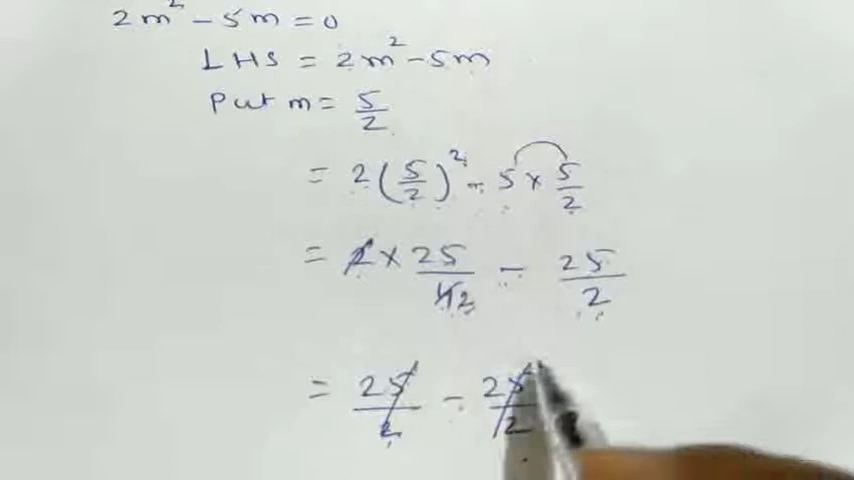 2m² - 5m = 0
LHS = 2m² - 5m
Put m = 5/2
= 2(5/2)² - 5 × 5/2
= 2 × 25/42 - 25/2
= 25/2 - 25/2